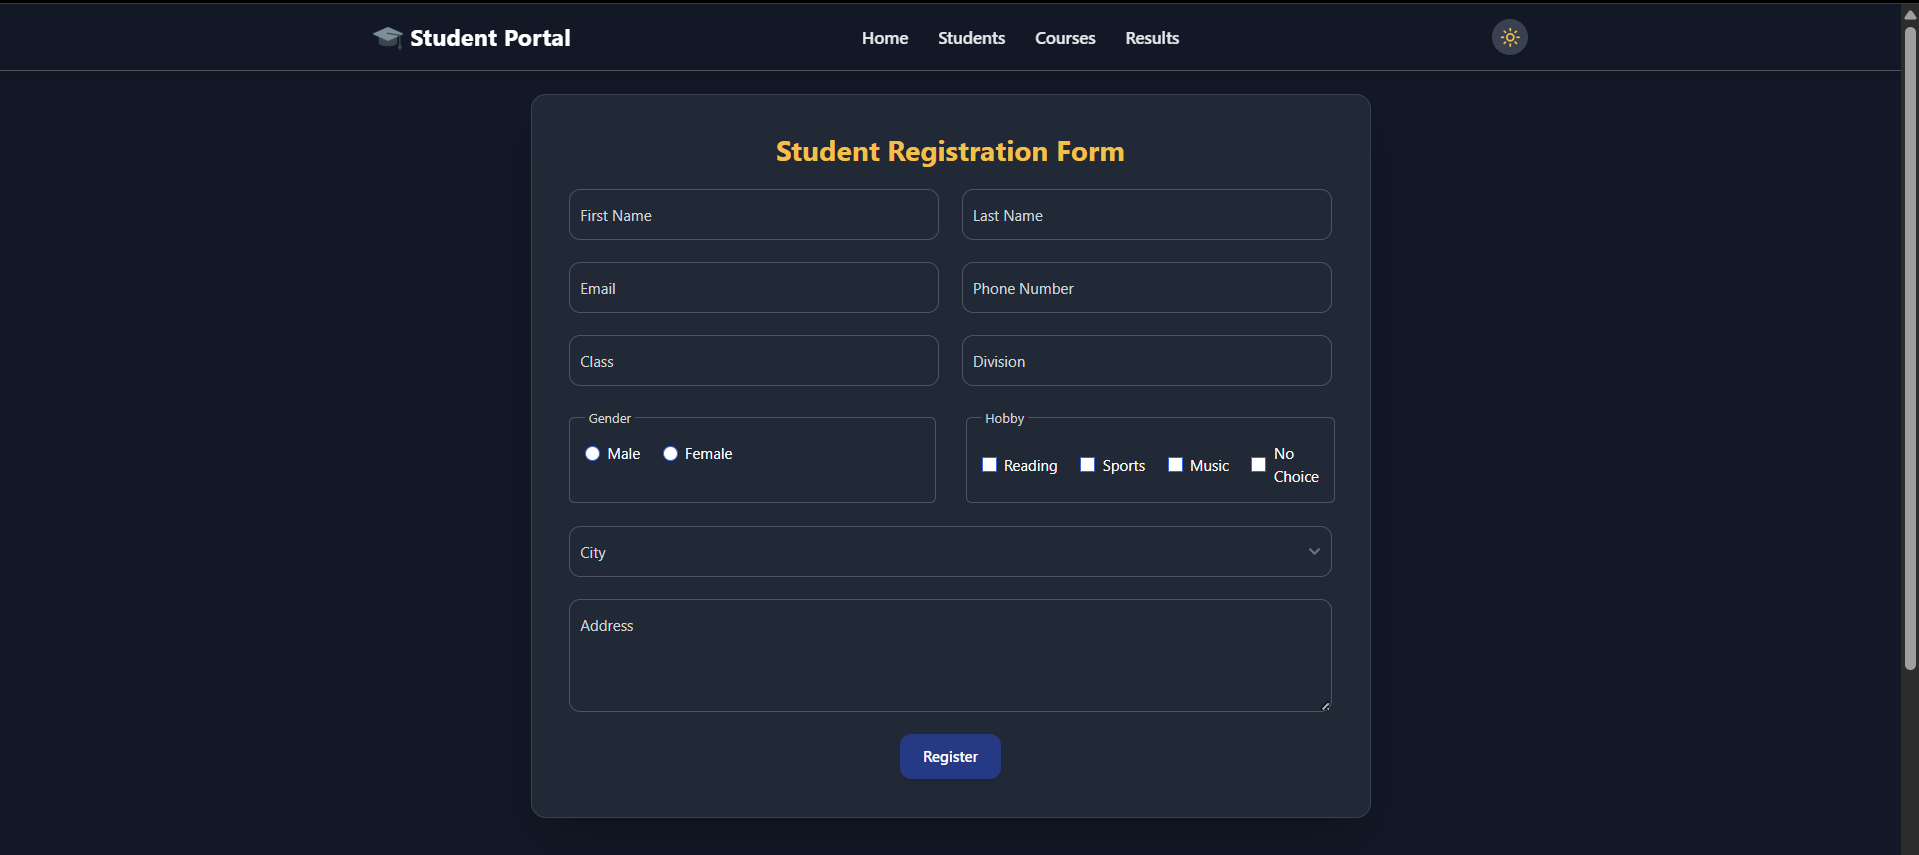 Student Portal
Home Students Courses Results
Student Registration Form
First Name Last Name
Email Phone Number
Class Division
Gender Hobby
Male Female Reading Sports Music No Choice
City
Address
Register